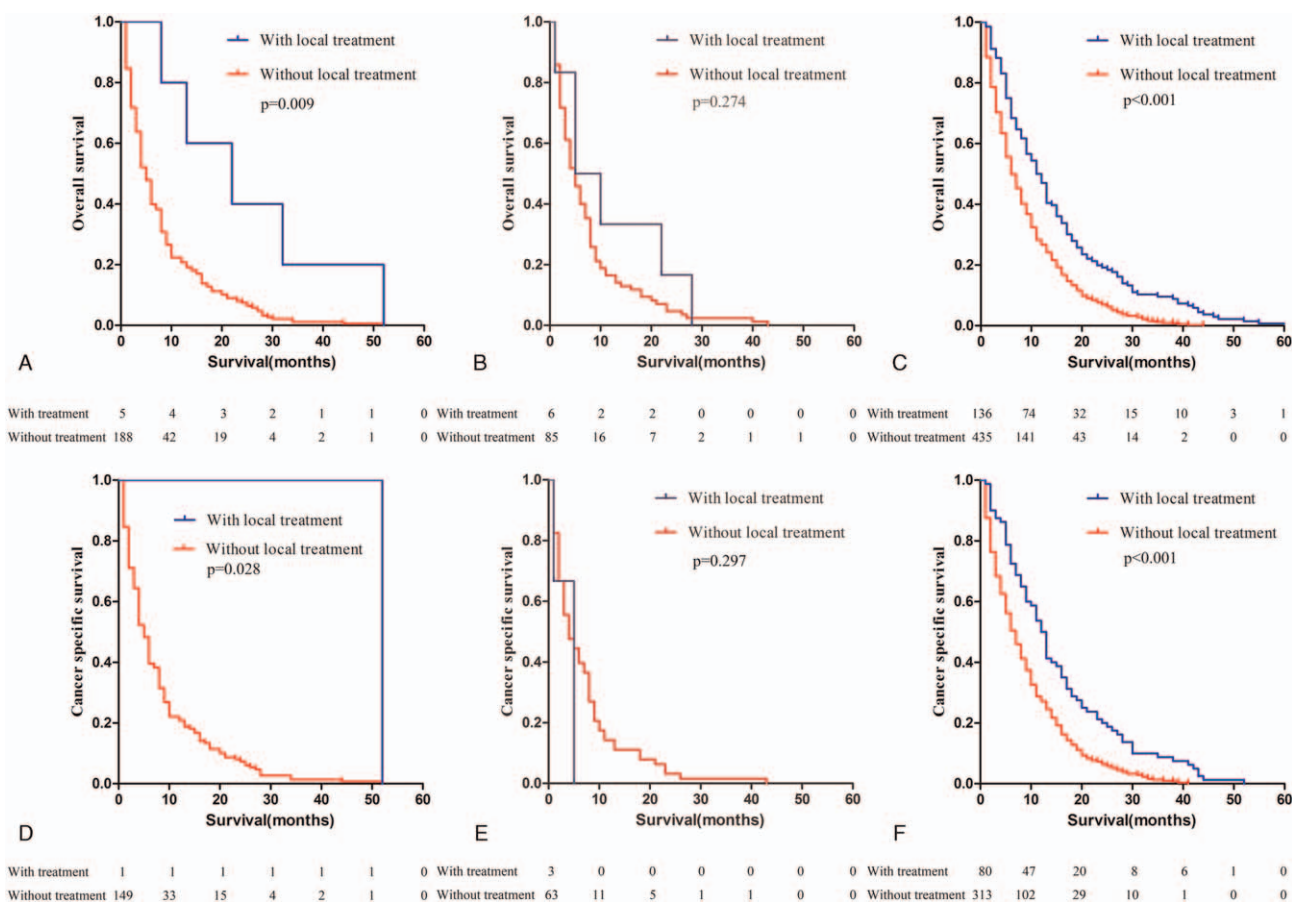 1.0
0.8
0.6
0.4
0.2
0.0
Overall survival
With local treatment
Without local treatment
p=0.009
0 10 20 30 40 50 60
Survival(months)
A
1.0
0.8
0.6
0.4
0.2
0.0
Overall survival
With local treatment
Without local treatment
p=0.274
0 10 20 30 40 50 60
Survival(months)
B
1.0
0.8
0.6
0.4
0.2
0.0
Overall survival
With local treatment
Without local treatment
p<0.001
0 10 20 30 40 50 60
Survival(months)
C
With treatment 5 4 3 2 1 1 0
Without treatment 188 42 19 4 2 1 0
With treatment 6 2 2 0 0 0 0
Without treatment 85 16 7 2 1 1 0
With treatment 136 74 32 15 10 3 1
Without treatment 435 141 43 14 2 0 0
1.0
0.8
0.6
0.4
0.2
0.0
Cancer specific survival
With local treatment
Without local treatment
p=0.028
0 10 20 30 40 50 60
Survival(months)
D
1.0
0.8
0.6
0.4
0.2
0.0
Cancer specific survival
With local treatment
Without local treatment
p=0.297
0 10 20 30 40 50 60
Survival(months)
E
1.0
0.8
0.6
0.4
0.2
0.0
Cancer specific survival
With local treatment
Without local treatment
p<0.001
0 10 20 30 40 50 60
Survival(months)
F
With treatment 1 1 1 1 1 1 0
Without treatment 149 33 15 4 2 1 0
With treatment 3 0 0 0 0 0 0
Without treatment 63 11 5 1 1 0 0
With treatment 80 47 20 8 6 1 0
Without treatment 313 102 29 10 1 0 0